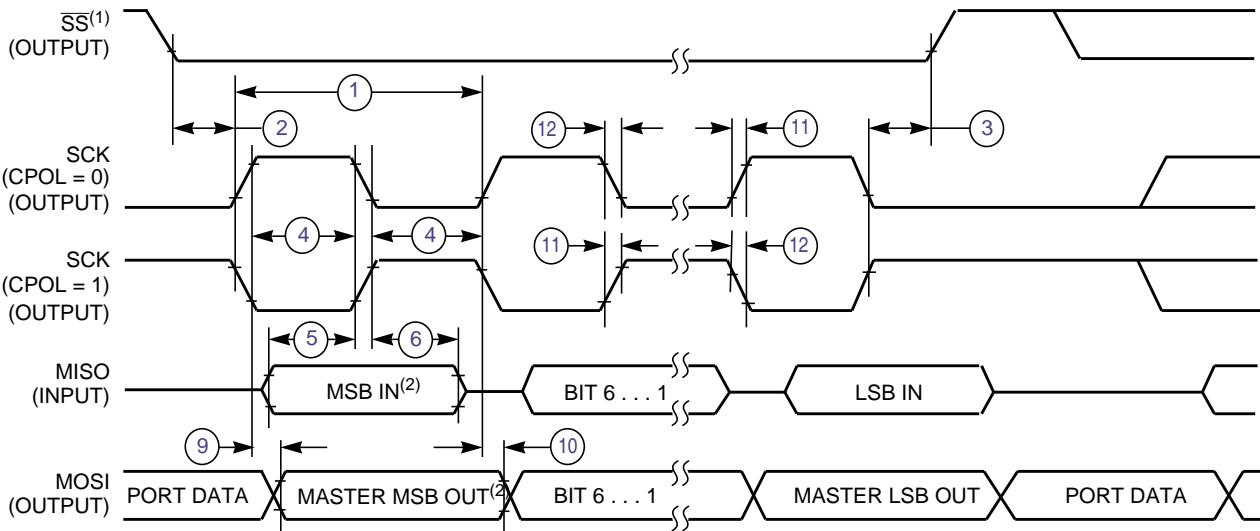 SS(1)
(OUTPUT)
1
2
12
11
3
SCK
(CPOL = 0)
(OUTPUT)
4
4
11
12
SCK
(CPOL = 1)
(OUTPUT)
5
6
MISO
(INPUT)
MSB IN(2)
BIT 6 . . . 1
LSB IN
9
10
MOSI
(OUTPUT)
PORT DATA
MASTER MSB OUT(2
BIT 6 . . . 1
MASTER LSB OUT
PORT DATA